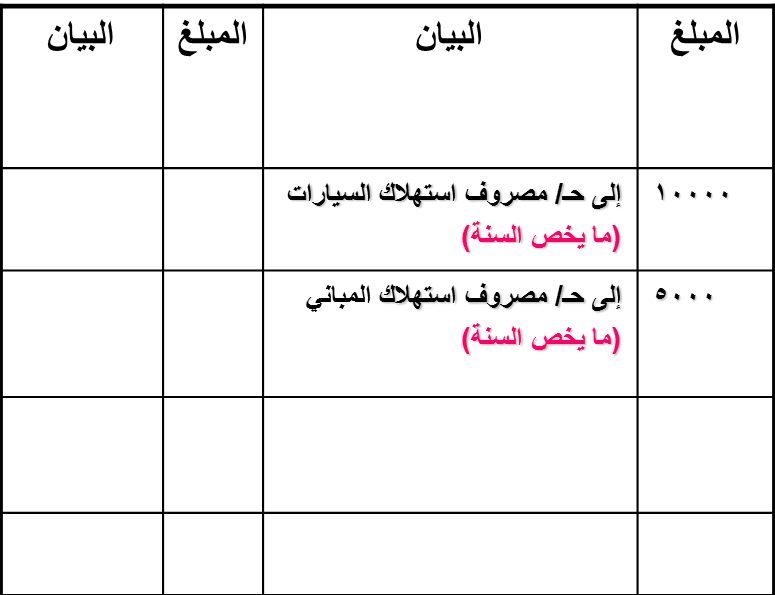 المبلغ البيان المبلغ البيان
١٠٠٠٠ إلى حـ/ مصروف استهلاك السيارات
(ما يخص السنة)
٥٠٠٠ إلى حـ/ مصروف استهلاك المباني
(ما يخص السنة)